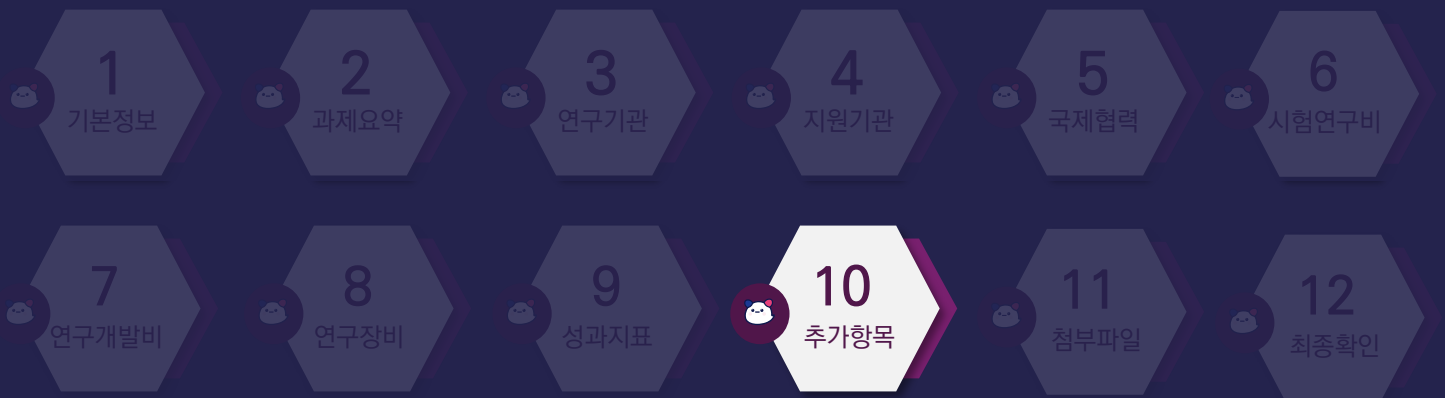 1
기본정보
2
과제요약
3
연구기관
4
지원기관
5
국제협력
6
시험연구비
7
연구개발비
8
연구장비
9
성과지표
10
추가항목
11
첨부파일
12
최종확인